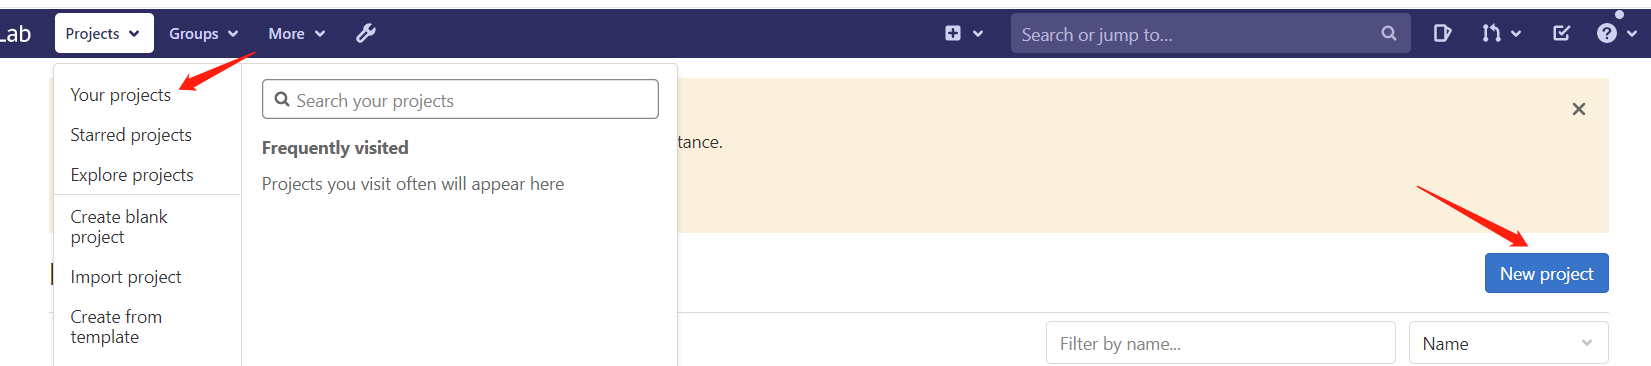 Lab Projects Groups More Search or jump to...
Your projects
Starred projects
Explore projects
Create blank
project
Import project
Create from
template
Search your projects
Frequently visited
Projects you visit often will appear here
tance.
New project
Filter by name...
Name